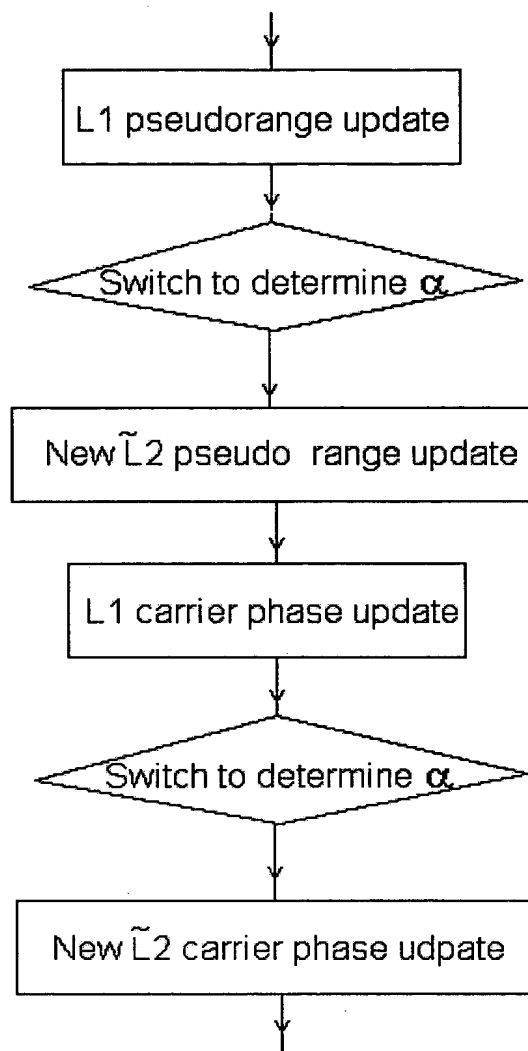 L1 pseudorange update
Switch to determine α
New L̃2 pseudo range update
L1 carrier phase update
Switch to determine α
New L̃2 carrier phase udpate